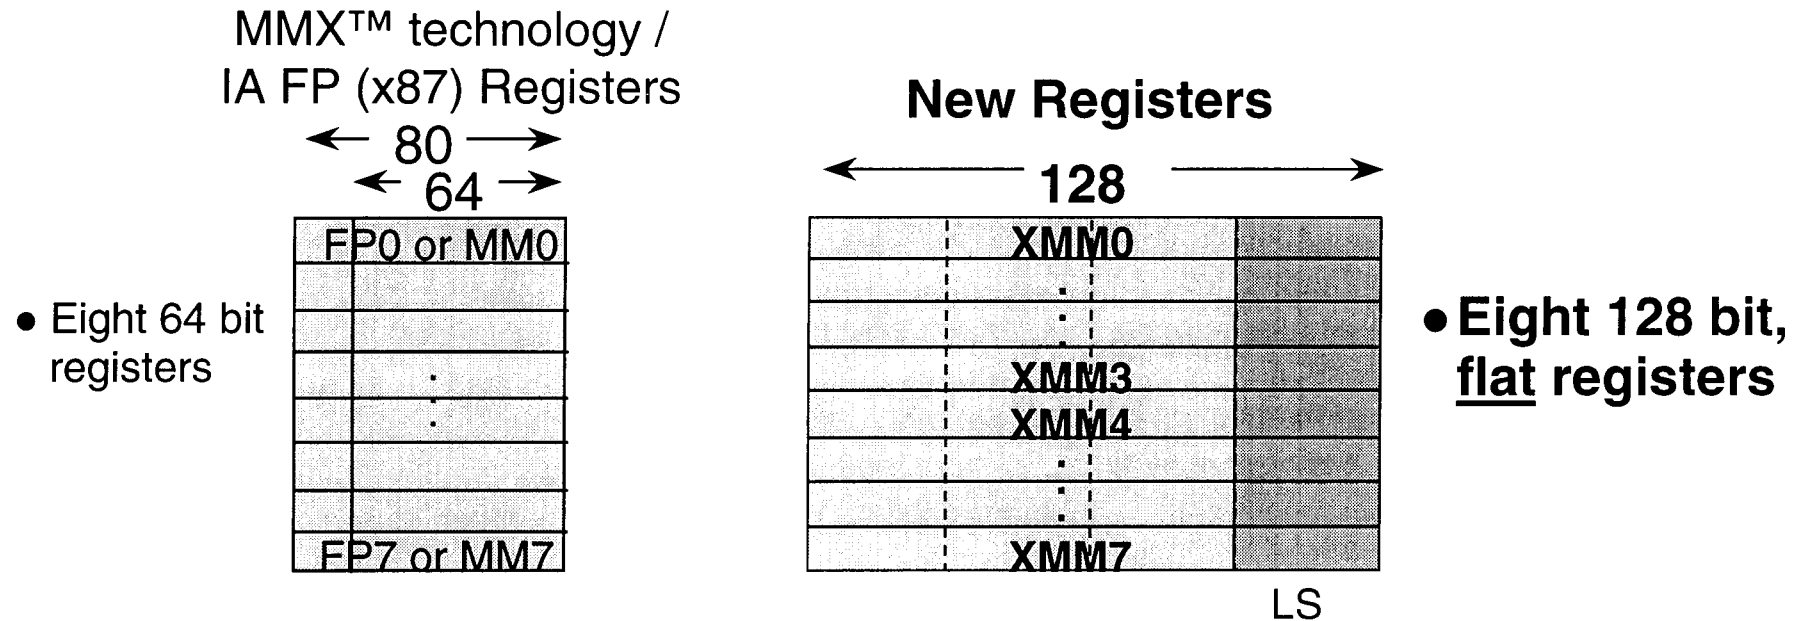 MMX™ technology /
IA FP (x87) Registers
80
64
FP0 or MM0
FP7 or MM7
• Eight 64 bit
registers
New Registers
128
XMM0
XMM3
XMM4
XMM7
LS
• Eight 128 bit,
flat registers